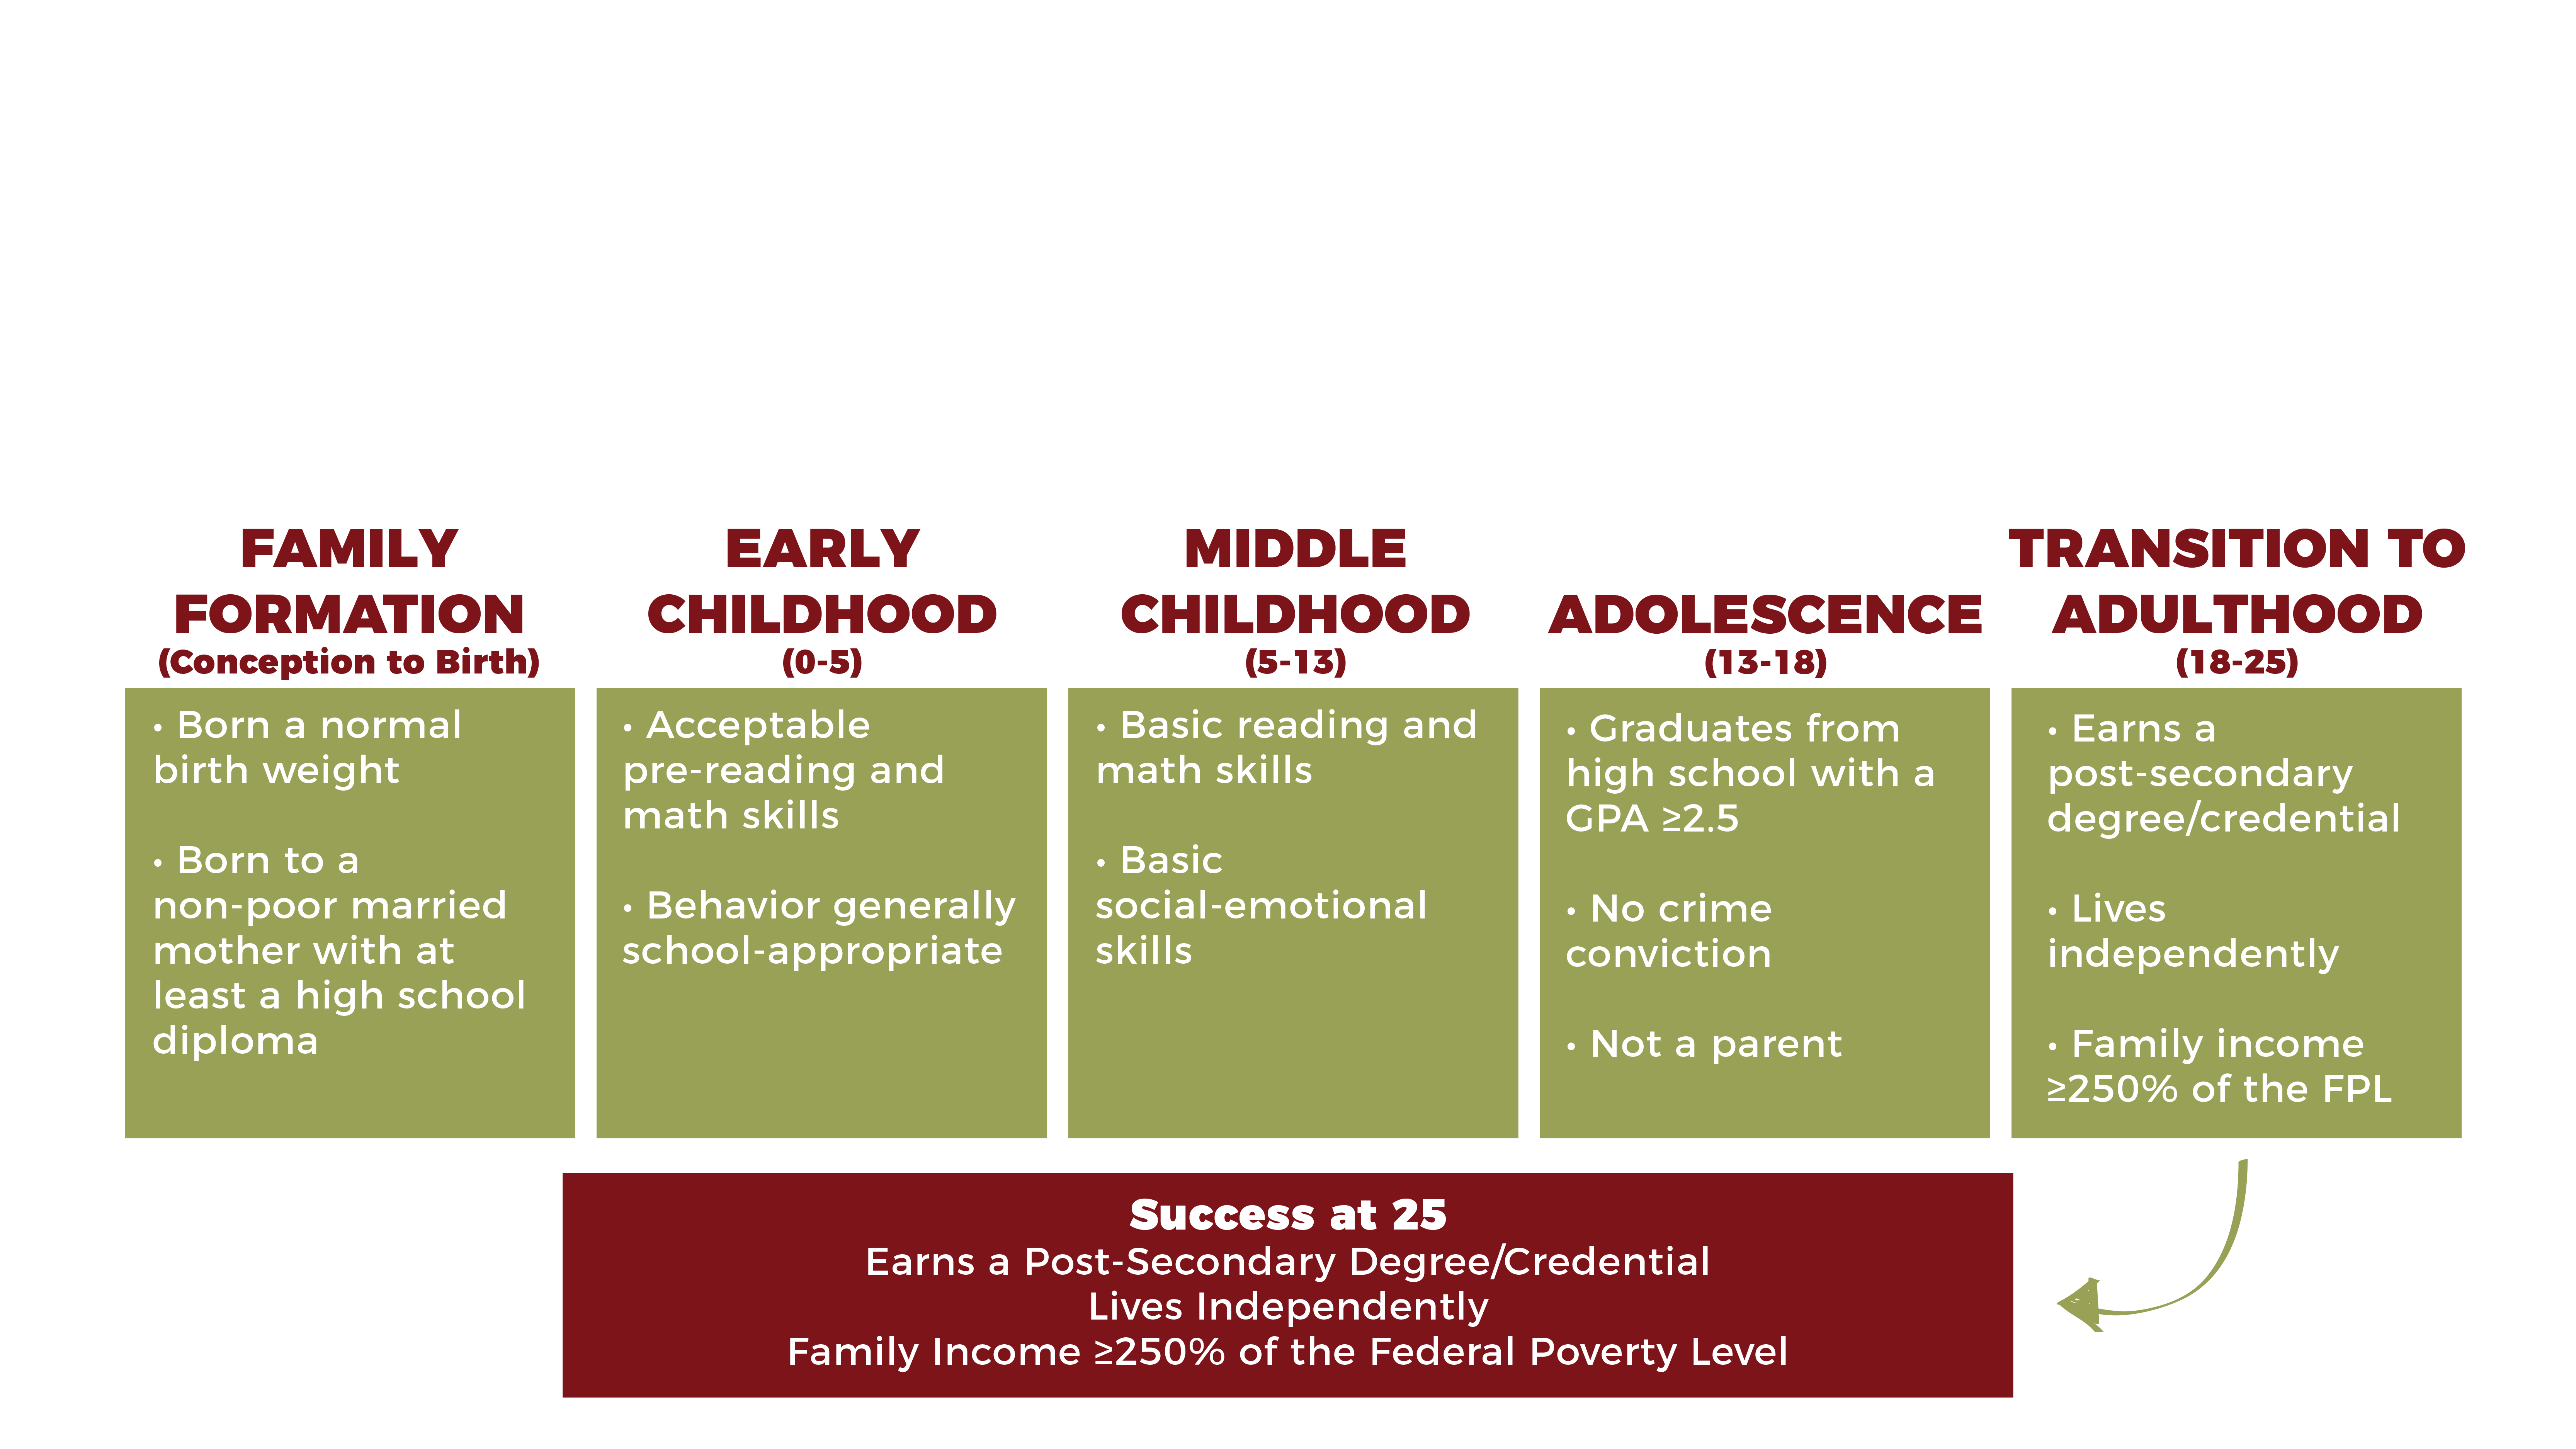 FAMILY
FORMATION
(Conception to Birth)
• Born a normal
birth weight
• Born to a
non-poor married
mother with at
least a high school
diploma
EARLY
CHILDHOOD
(0-5)
• Acceptable
pre-reading and
math skills
• Behavior generally
school-appropriate
MIDDLE
CHILDHOOD
(5-13)
• Basic reading and
math skills
• Basic
social-emotional
skills
ADOLESCENCE
(13-18)
• Graduates from
high school with a
GPA ≥2.5
• No crime
conviction
• Not a parent
TRANSITION TO
ADULTHOOD
(18-25)
• Earns a
post-secondary
degree/credential
• Lives
independently
• Family income
≥250% of the FPL
Success at 25
Earns a Post-Secondary Degree/Credential
Lives Independently
Family Income ≥250% of the Federal Poverty Level